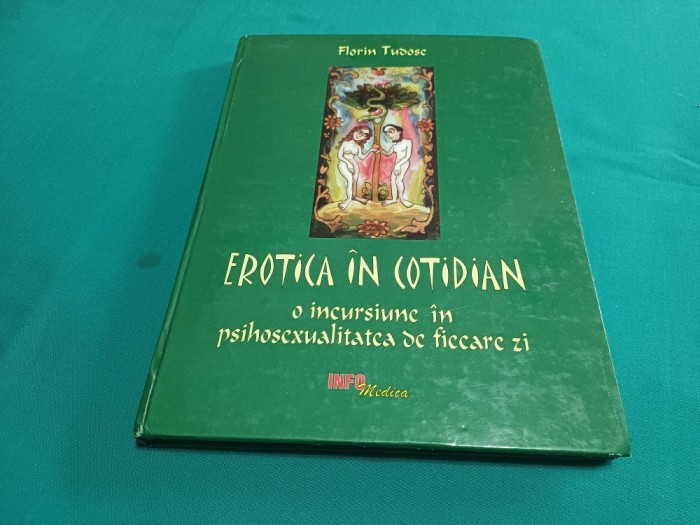 Florin Tudose
EROTICA ÎN COTIDIAN
o incursiune în
psihosexualitatea de fiecare zi
INFO Medica